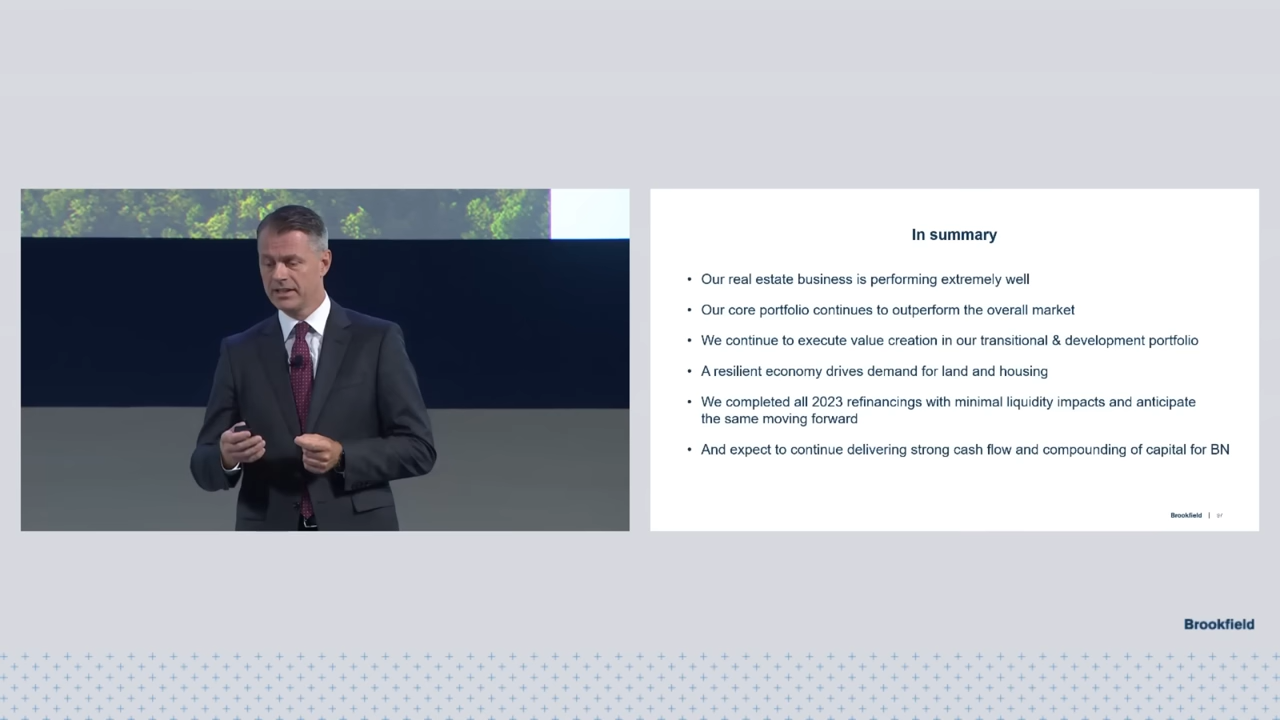 In summary
• Our real estate business is performing extremely well
• Our core portfolio continues to outperform the overall market
• We continue to execute value creation in our transitional & development portfolio
• A resilient economy drives demand for land and housing
• We completed all 2023 refinancings with minimal liquidity impacts and anticipate
the same moving forward
• And expect to continue delivering strong cash flow and compounding of capital for BN
Brookfield |
Brookfield